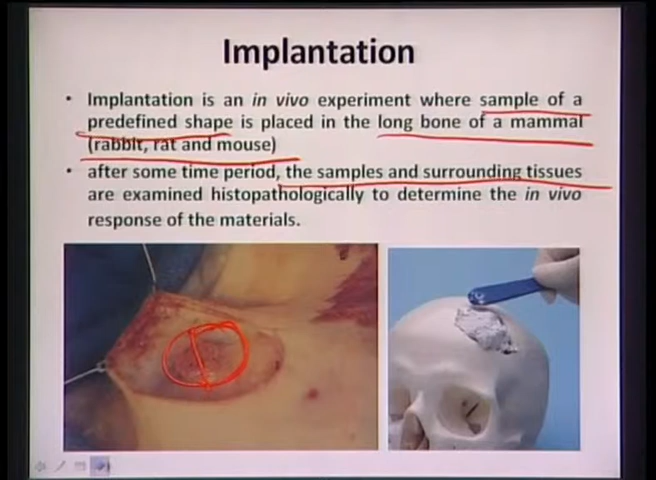 Implantation
• Implantation is an in vivo experiment where sample of a
predefined shape is placed in the long bone of a mammal
(rabbit, rat and mouse)
• after some time period, the samples and surrounding tissues
are examined histopathologically to determine the in vivo
response of the materials.